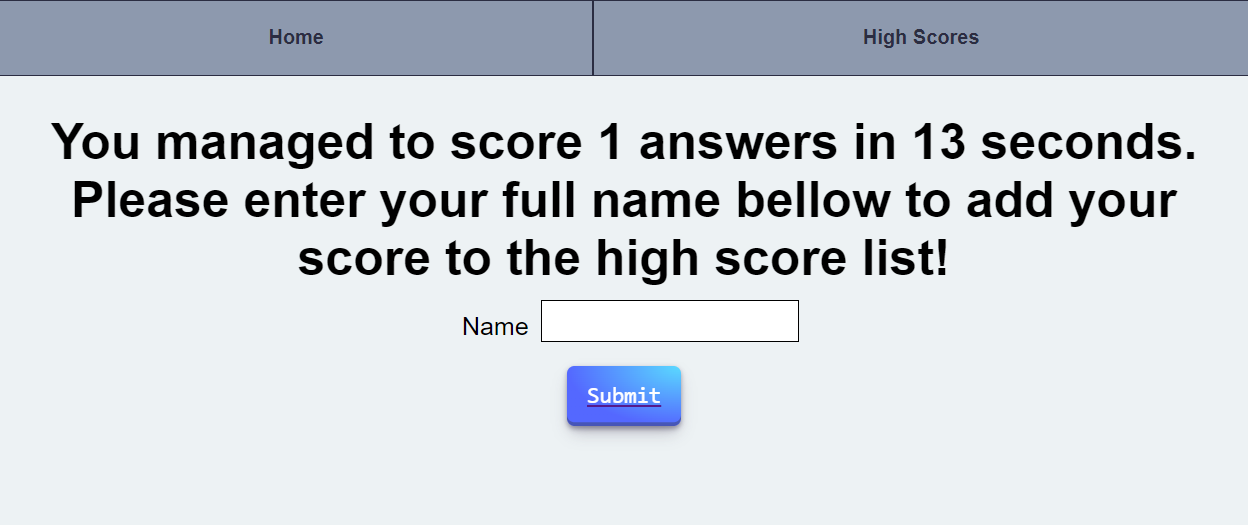 Home
High Scores
You managed to score 1 answers in 13 seconds.
Please enter your full name bellow to add your
score to the high score list!
Name
Submit